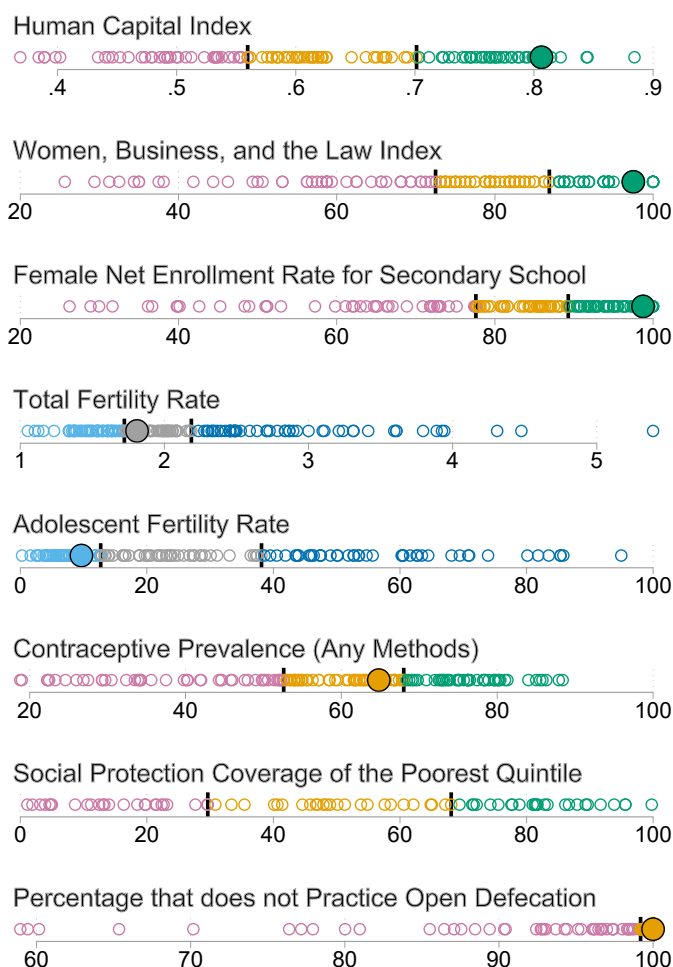 Human Capital Index
.4 .5 .6 .7 .8 .9
Women, Business, and the Law Index
20 40 60 80 100
Female Net Enrollment Rate for Secondary School
20 40 60 80 100
Total Fertility Rate
1 2 3 4 5
Adolescent Fertility Rate
0 20 40 60 80 100
Contraceptive Prevalence (Any Methods)
20 40 60 80 100
Social Protection Coverage of the Poorest Quintile
0 20 40 60 80 100
Percentage that does not Practice Open Defecation
60 70 80 90 100